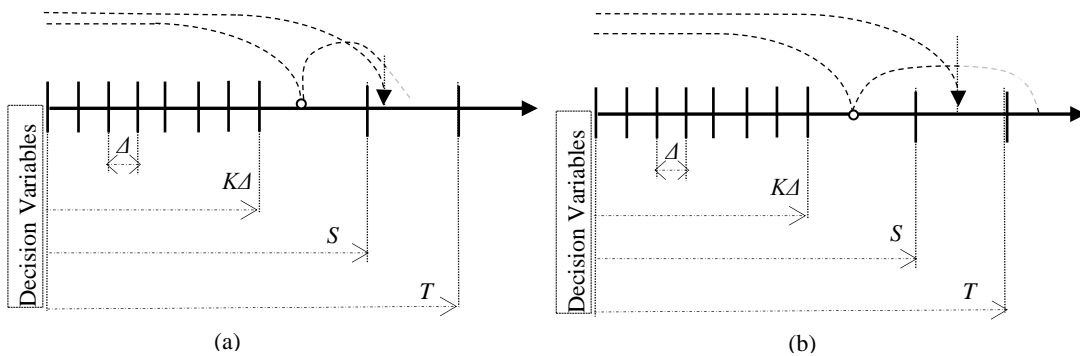 Decision Variables
Δ
KΔ
S
T
(a)
Decision Variables
Δ
KΔ
S
T
(b)